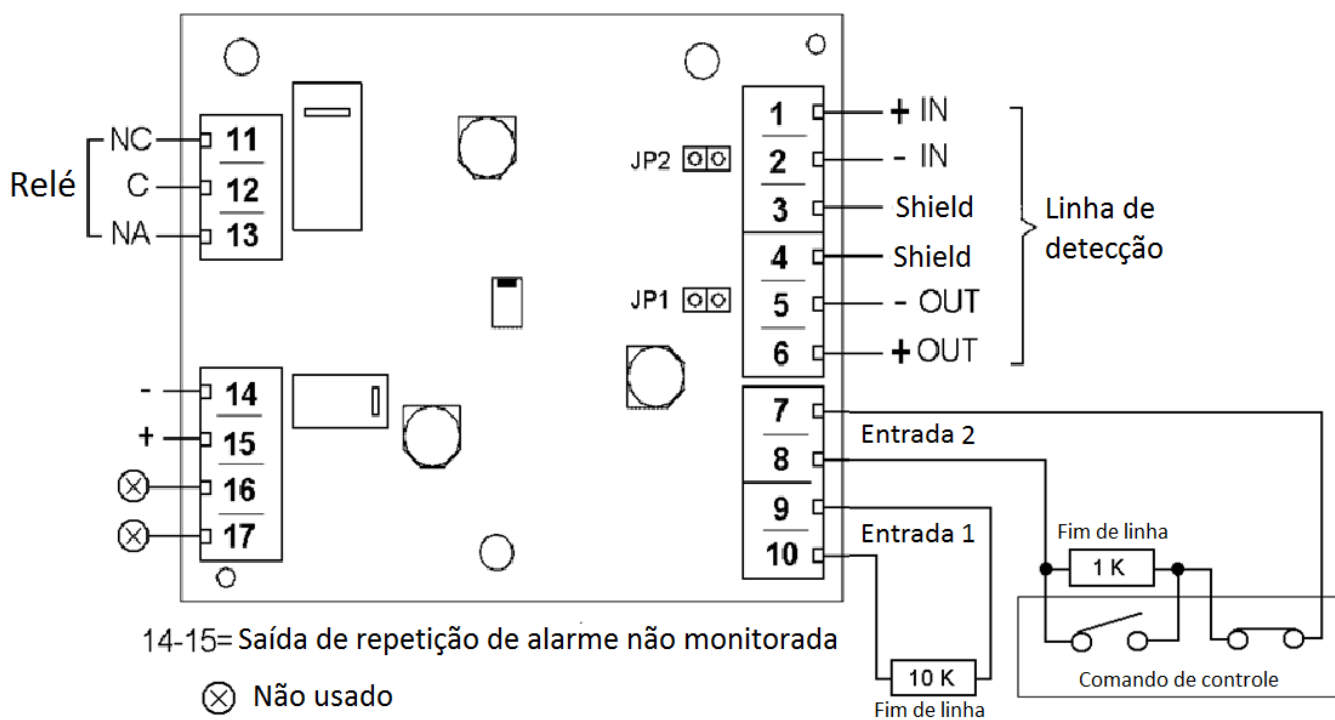 Relé
NC
C
NA
11
12
13
JP2
JP1
1
2
3
4
5
6
+ IN
- IN
Shield
Shield
- OUT
+ OUT
Linha de
detecção
-
+
14
15
16
17
7
8
9
10
Entrada 2
Entrada 1
Fim de linha
1 K
Comando de controle
10 K
Fim de linha
14-15= Saída de repetição de alarme não monitorada
Não usado